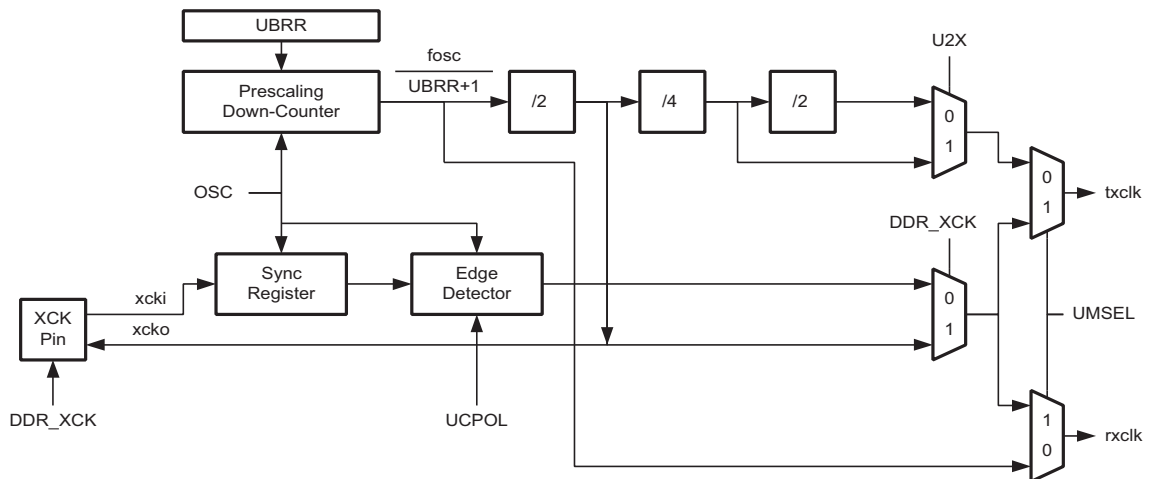 UBRR
Prescaling
Down-Counter
fosc
UBRR+1
/2
/4
/2
U2X
0
1
OSC
0
1
txclk
DDR_XCK
Sync
Register
Edge
Detector
0
1
xcki
XCK
Pin
xcko
UMSEL
DDR_XCK
UCPOL
1
0
rxclk